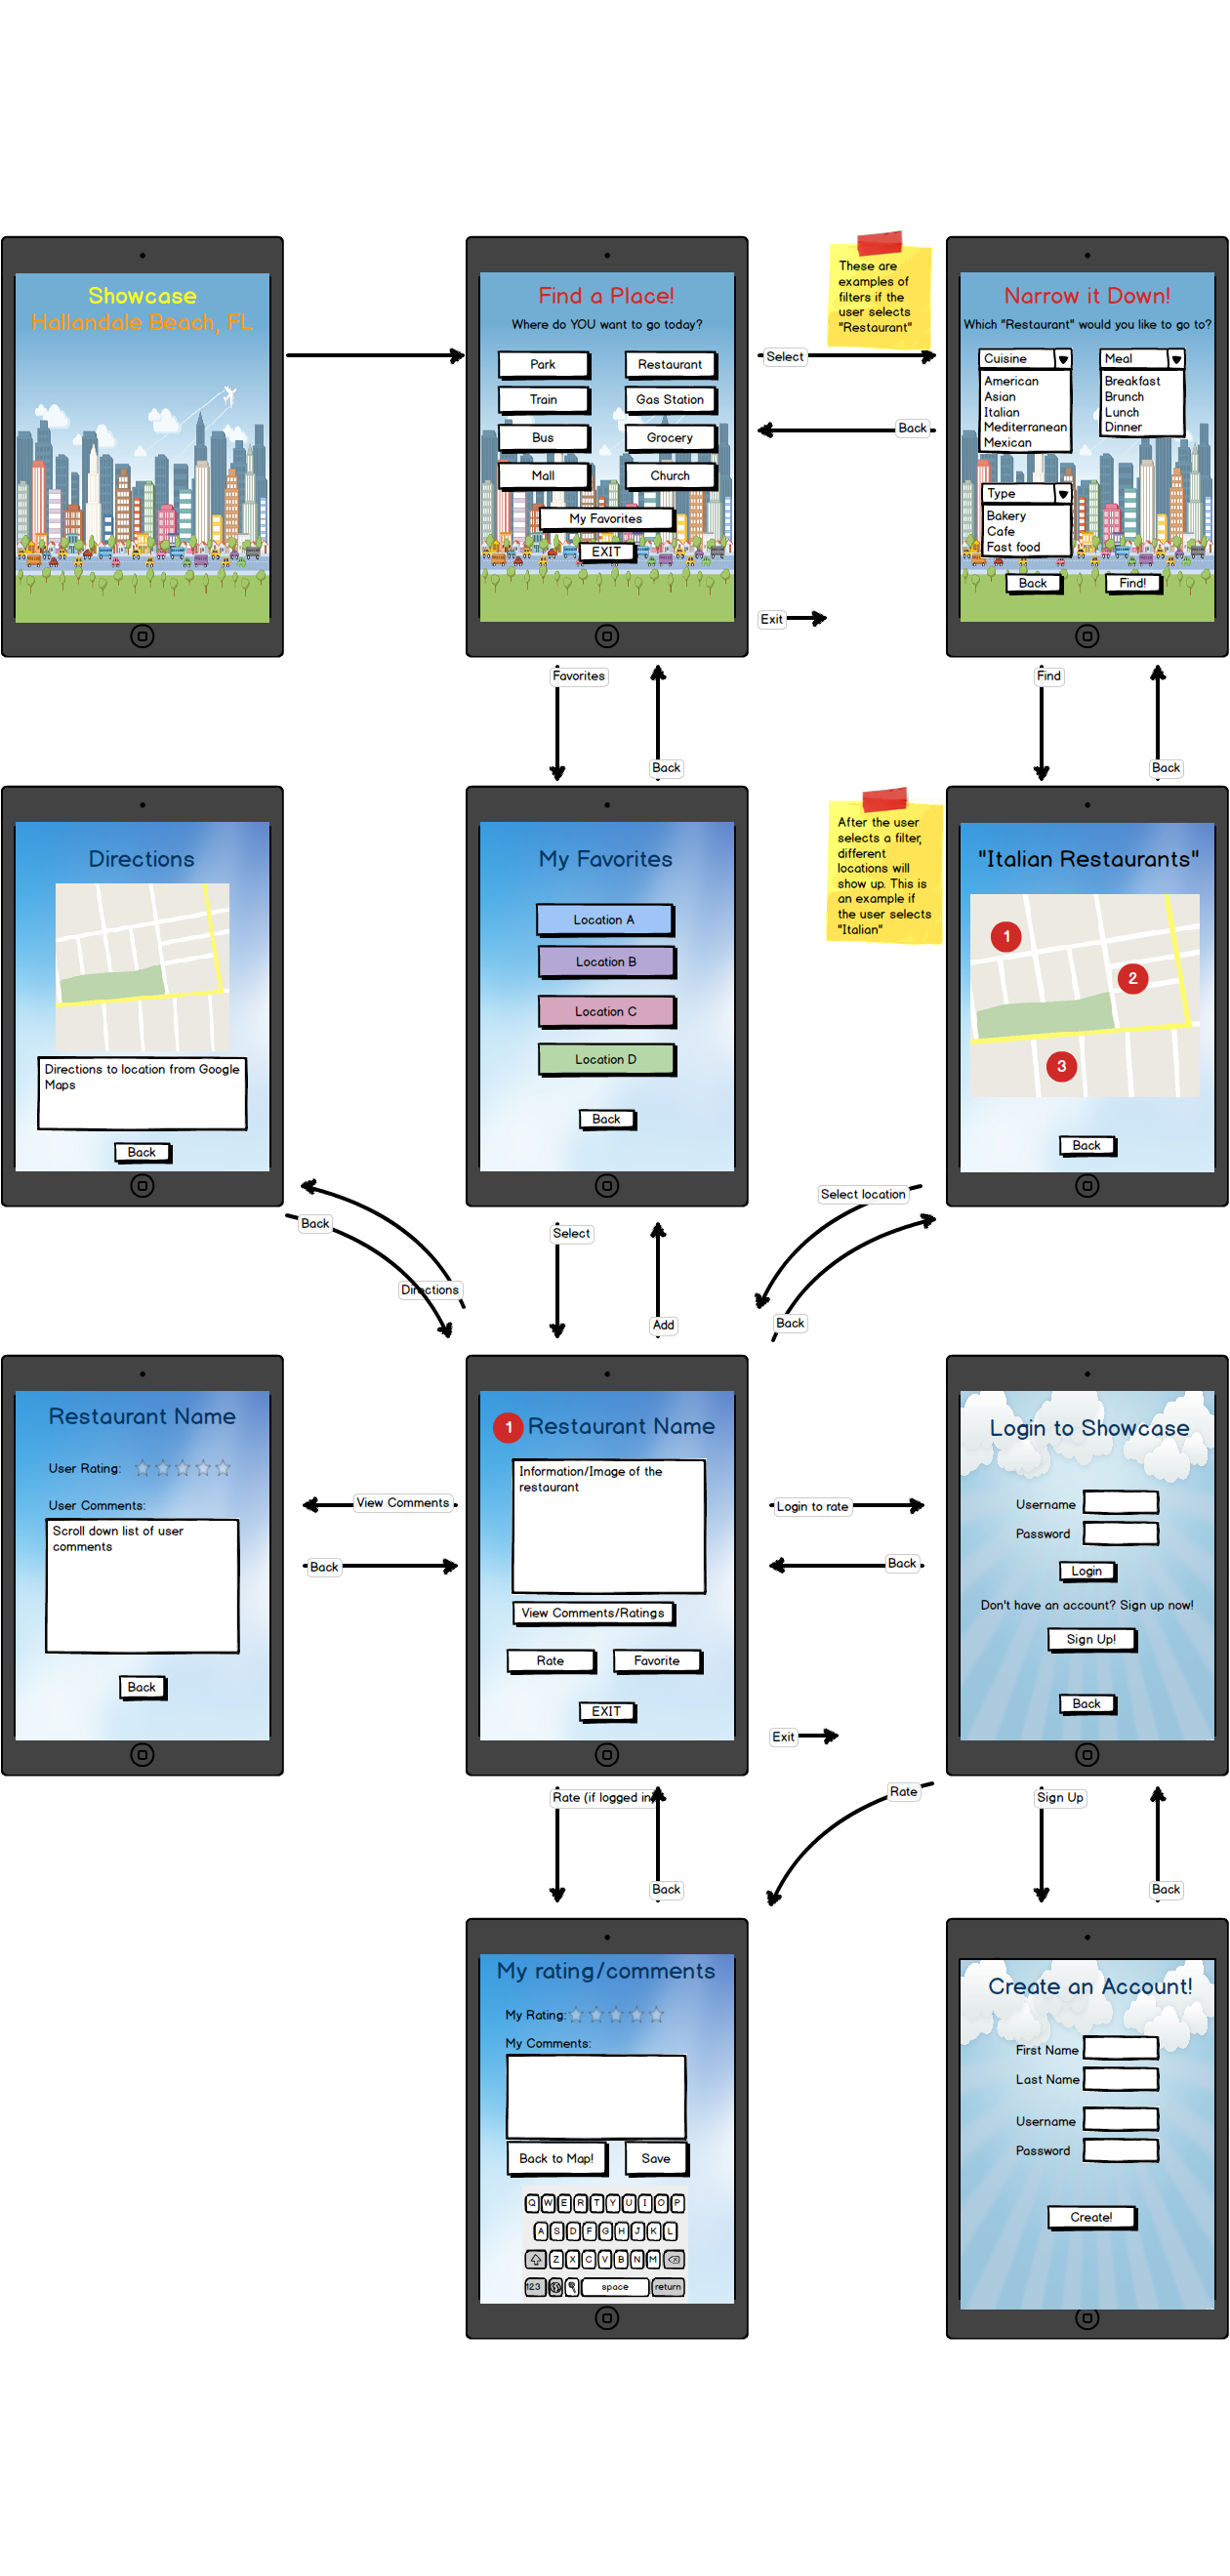 Showcase
Hallandale Beach, FL
Find a Place!
Where do YOU want to go today?
Park
Restaurant
Train
Gas Station
Bus
Grocery
Mall
Church
My Favorites
EXIT
These are
examples of
filters if the
user selects
"Restaurant"
Select
Back
Exit
Narrow it Down!
Which "Restaurant" would you like to go to?
Cuisine
American
Asian
Italian
Mediterranean
Mexican
Meal
Breakfast
Brunch
Lunch
Dinner
Type
Bakery
Cafe
Fast food
Back
Find!
Favorites
Back
Find
Back
Directions
Directions to location from Google
Maps
Back
My Favorites
Location A
Location B
Location C
Location D
Back
After the user
selects a filter,
different
locations will
show up. This is
an example if
the user selects
"Italian"
"Italian Restaurants"
1
2
3
Back
Back
Directions
Select
Add
Select location
Back
Restaurant Name
User Rating:
User Comments:
Scroll down list of user
comments
Back
View Comments
Back
1
Restaurant Name
Information/Image of the
restaurant
View Comments/Ratings
Rate
Favorite
EXIT
Login to rate
Back
Exit
Login to Showcase
Username
Password
Login
Don't have an account? Sign up now!
Sign Up!
Back
Rate (if logged in)
Back
Rate
Sign Up
Back
My rating/comments
My Rating:
My Comments:
Back to Map!
Save
Q W E R T Y U I O P
A S D F G H J K L
Z X C V B N M
123 space return
Create an Account!
First Name
Last Name
Username
Password
Create!